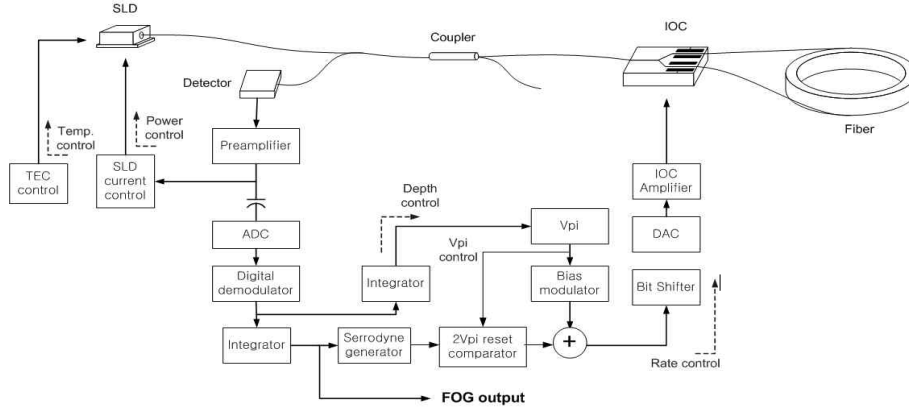 SLD
IOC
Coupler
Detector
Fiber
Temp.
control
Power
control
Preamplifier
TEC
control
SLD
current
control
Depth
control
IOC
Amplifier
ADC
Vpi
DAC
Vpi
control
Digital
demodulator
Integrator
Bias
modulator
Bit Shifter
Integrator
Serrodyne
generator
2Vpi reset
comparator
+
Rate control
FOG output